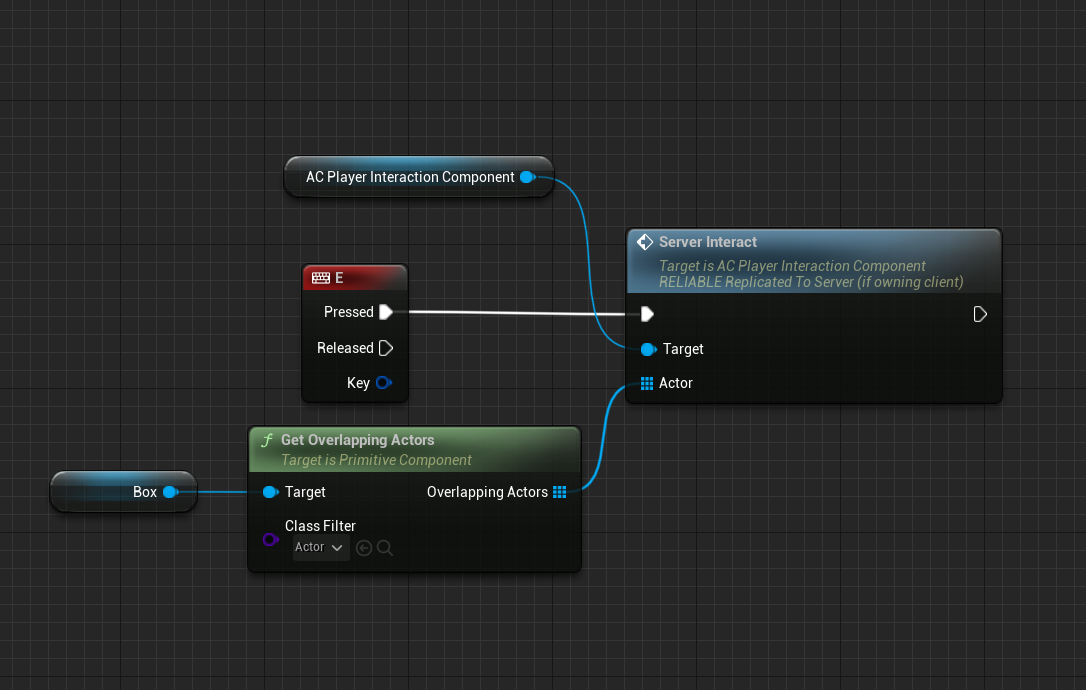 AC Player Interaction Component
Server Interact
Target is AC Player Interaction Component
RELIABLE Replicated To Server (if owning client)
Target
Actor
E
Pressed
Released
Key
Get Overlapping Actors
Target is Primitive Component
Box
Target
Overlapping Actors
Class Filter
Actor